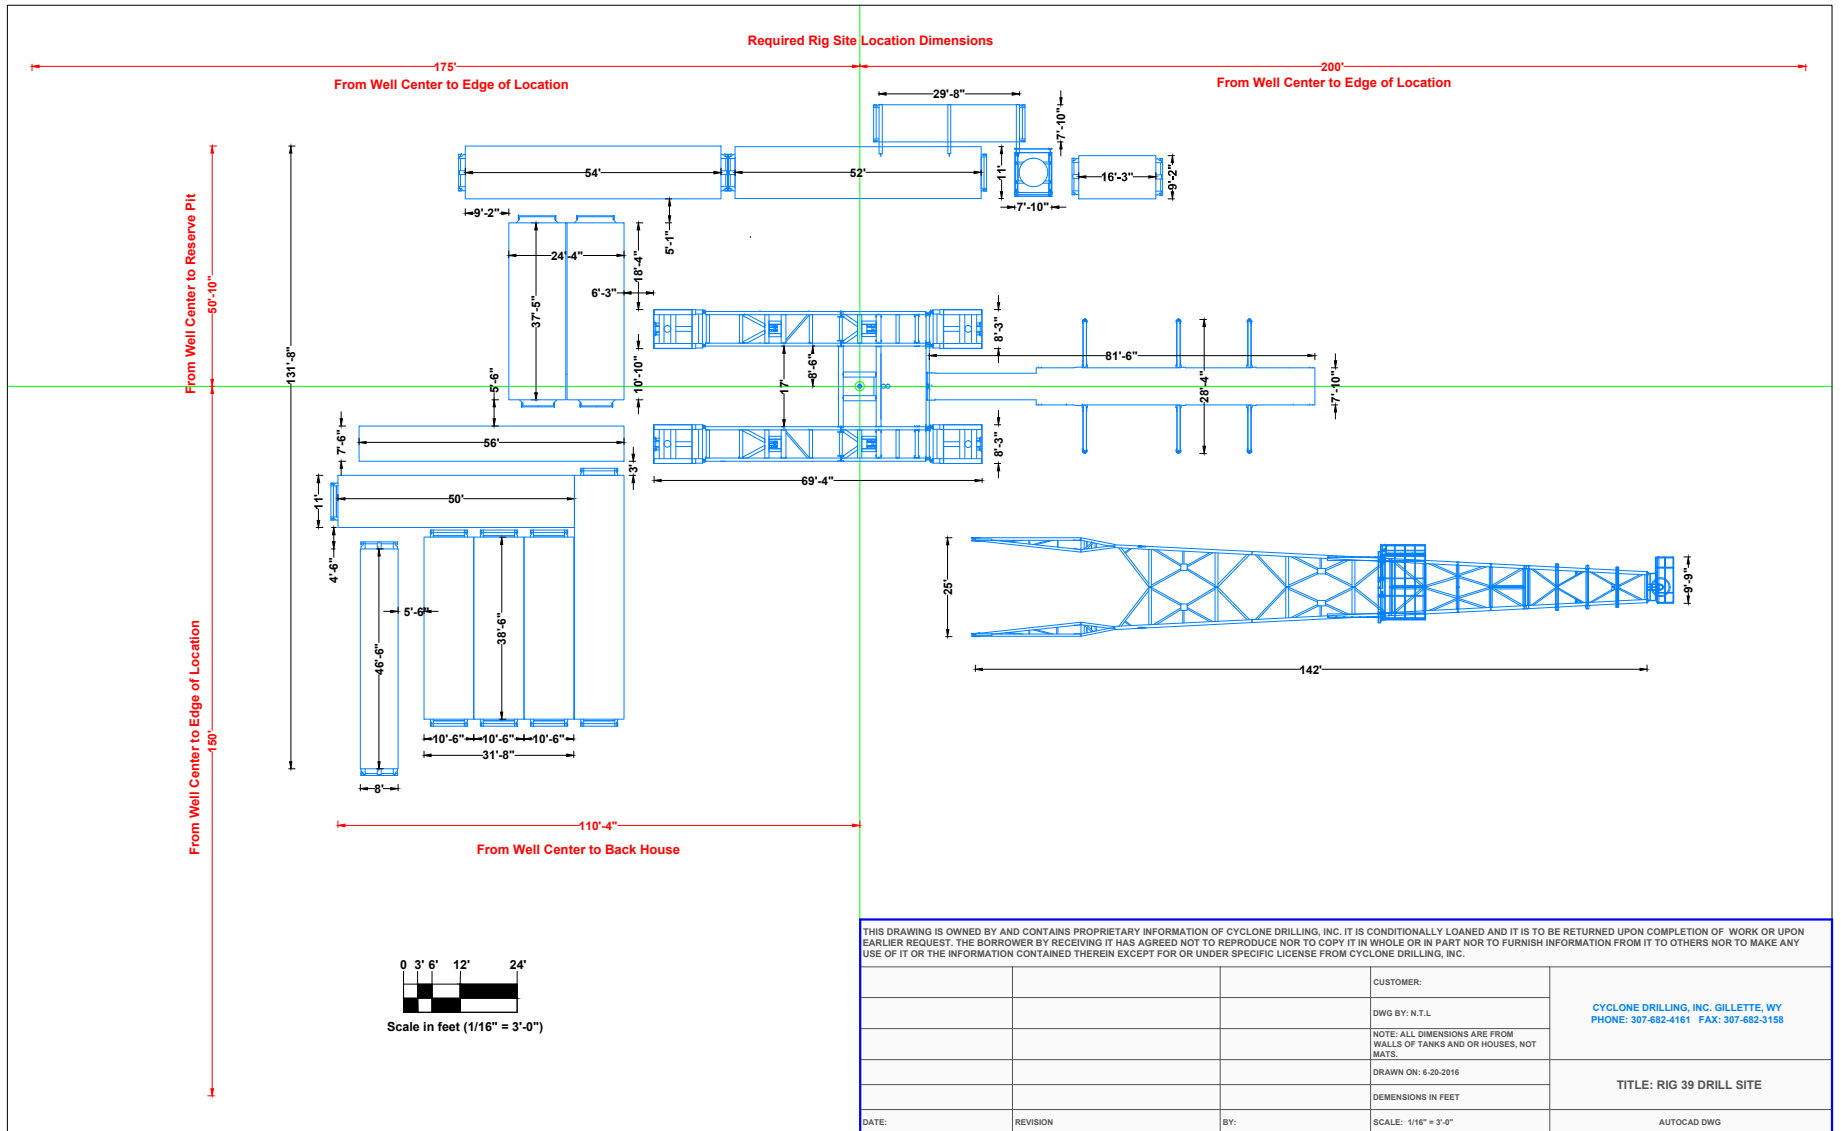 Required Rig Site Location Dimensions
175'
200'
From Well Center to Edge of Location
From Well Center to Edge of Location
29'-8"
7'-10"
54'
52'
11'
7'-10"
16'-3"
9'-2"
9'-2"
5'-1"
24'-4"
18'-4"
37'-5"
6'-3"
From Well Center to Reserve Pit
50'-10"
131'-8"
8'-3"
10'-10"
17'
8'-6"
81'-6"
28'-4"
7'-10"
5'-6"
7'-6"
56'
3'
8'-3"
69'-4"
11'
50'
4'-6"
5'-6"
46'-6"
38'-6"
25'
9'-9"
142'
10'-6"
10'-6"
10'-6"
31'-8"
8'
From Well Center to Edge of Location
150'
110'-4"
From Well Center to Back House
0 3' 6' 12' 24'
Scale in feet (1/16" = 3'-0")
THIS DRAWING IS OWNED BY AND CONTAINS PROPRIETARY INFORMATION OF CYCLONE DRILLING, INC. IT IS CONDITIONALLY LOANED AND IT IS TO BE RETURNED UPON COMPLETION OF WORK OR UPON
EARLIER REQUEST. THE BORROWER BY RECEIVING IT HAS AGREED NOT TO REPRODUCE NOR TO COPY IT IN WHOLE OR IN PART NOR TO FURNISH INFORMATION FROM IT TO OTHERS NOR TO MAKE ANY
USE OF IT OR THE INFORMATION CONTAINED THEREIN EXCEPT FOR OR UNDER SPECIFIC LICENSE FROM CYCLONE DRILLING, INC.
CUSTOMER:
DWG BY: N.T.L
NOTE: ALL DIMENSIONS ARE FROM
WALLS OF TANKS AND OR HOUSES, NOT
MATS.
DRAWN ON: 6-20-2016
DEMENSIONS IN FEET
CYCLONE DRILLING, INC. GILLETTE, WY
PHONE: 307-682-4161 FAX: 307-682-3158
TITLE: RIG 39 DRILL SITE
DATE:
REVISION
BY:
SCALE: 1/16" = 3'-0"
AUTOCAD DWG